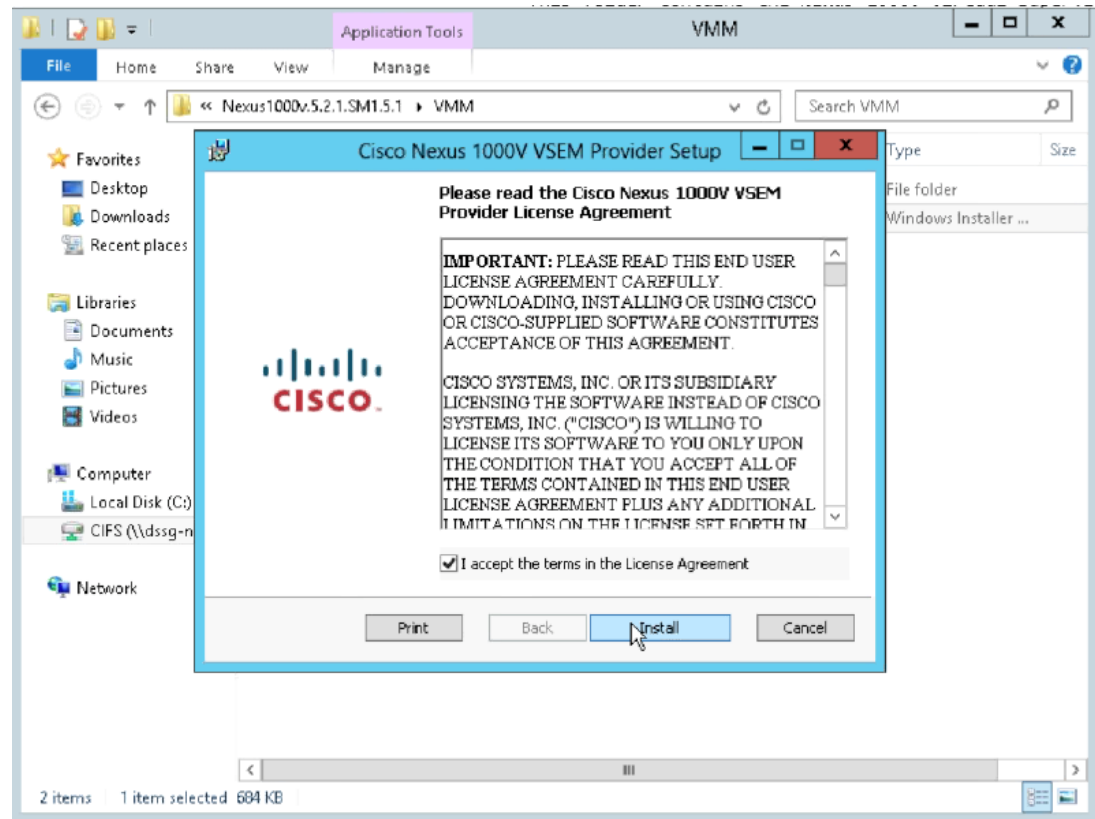 Application Tools
VMM
File
Home
Share
View
Manage
« Nexus1000v.5.2.1.SM1.5.1 ▸ VMM
Search VMM
Favorites
Desktop
Downloads
Recent places
Libraries
Documents
Music
Pictures
Videos
Computer
Local Disk (C:)
CIFS (\\dssg-n
Network
Type
Size
File folder
Windows Installer ...
Cisco Nexus 1000V VSEM Provider Setup
Please read the Cisco Nexus 1000V VSEM
Provider License Agreement
IMPORTANT: PLEASE READ THIS END USER
LICENSE AGREEMENT CAREFULLY.
DOWNLOADING, INSTALLING OR USING CISCO
OR CISCO-SUPPLIED SOFTWARE CONSTITUTES
ACCEPTANCE OF THIS AGREEMENT.
CISCO SYSTEMS, INC. OR ITS SUBSIDIARY
LICENSING THE SOFTWARE INSTEAD OF CISCO
SYSTEMS, INC. ("CISCO") IS WILLING TO
LICENSE ITS SOFTWARE TO YOU ONLY UPON
THE CONDITION THAT YOU ACCEPT ALL OF
THE TERMS CONTAINED IN THIS END USER
LICENSE AGREEMENT PLUS ANY ADDITIONAL
LIMITATIONS ON THE LICENSE SET FORTH IN
CISCO
I accept the terms in the License Agreement
Print
Back
Install
Cancel
2 items
1 item selected 684 KB